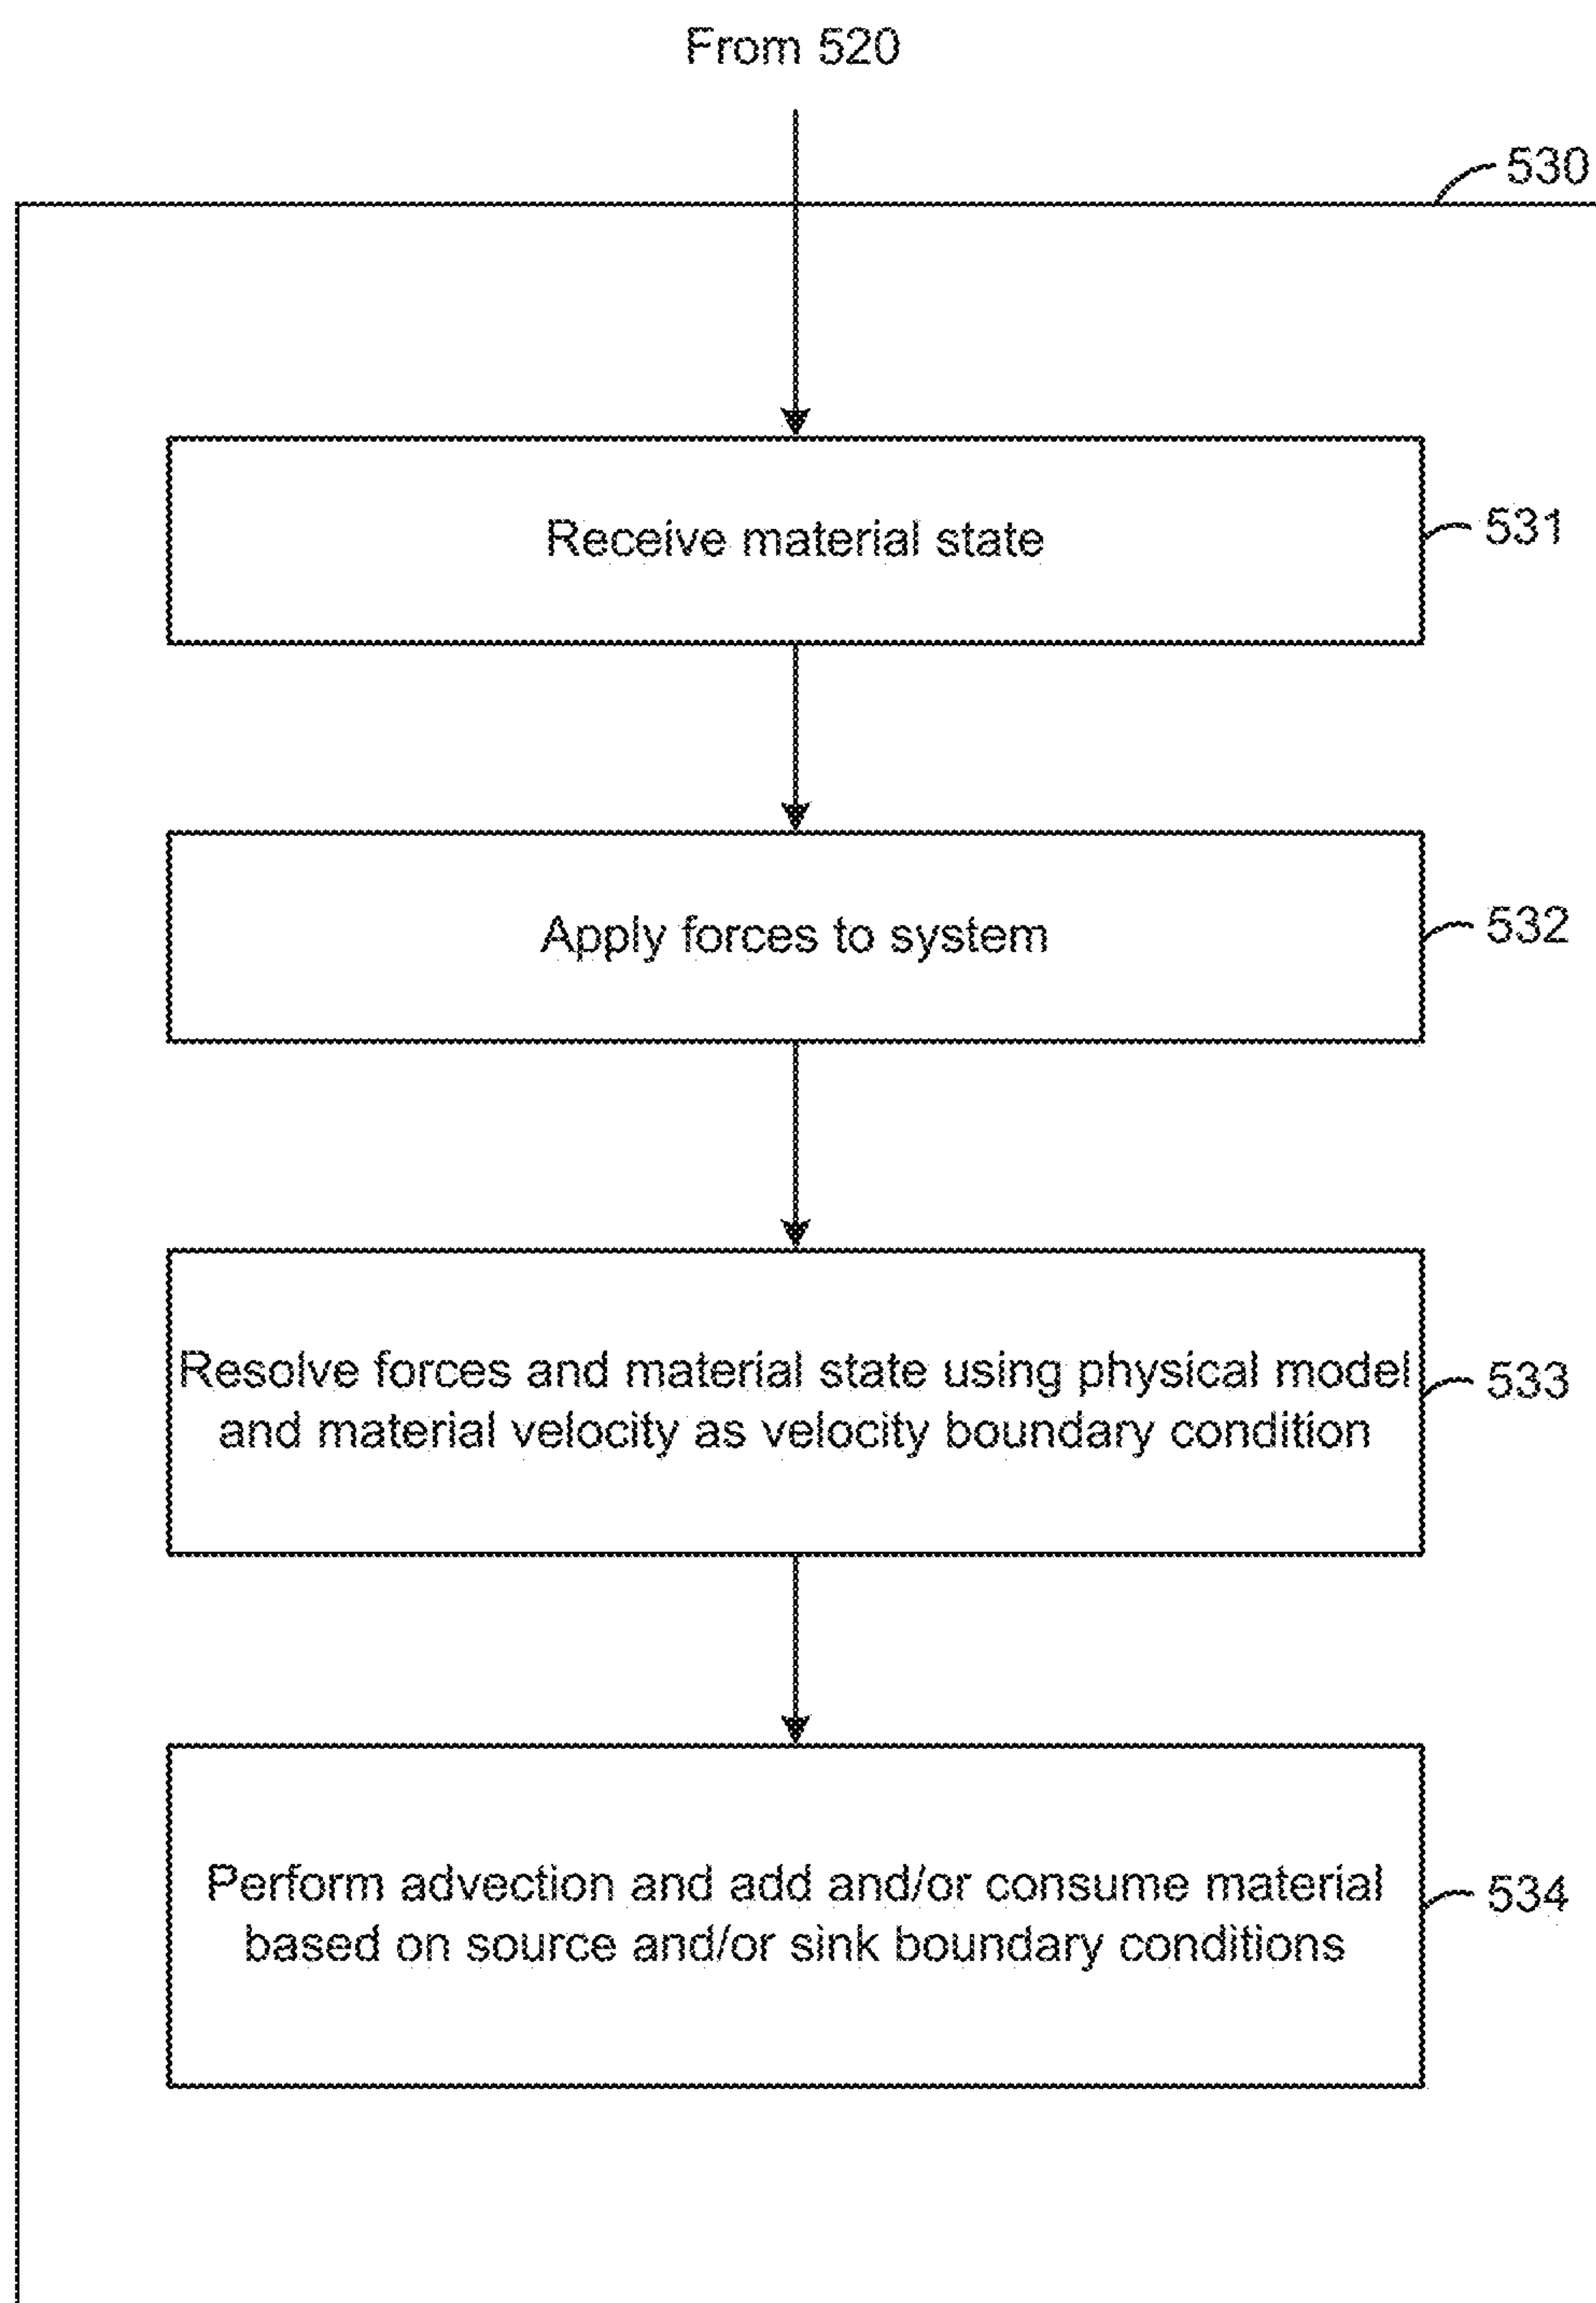 From 520
530
Receive material state
531
Apply forces to system
532
Resolve forces and material state using physical model
and material velocity as velocity boundary condition
533
Perform advection and add and/or consume material
based on source and/or sink boundary conditions
534